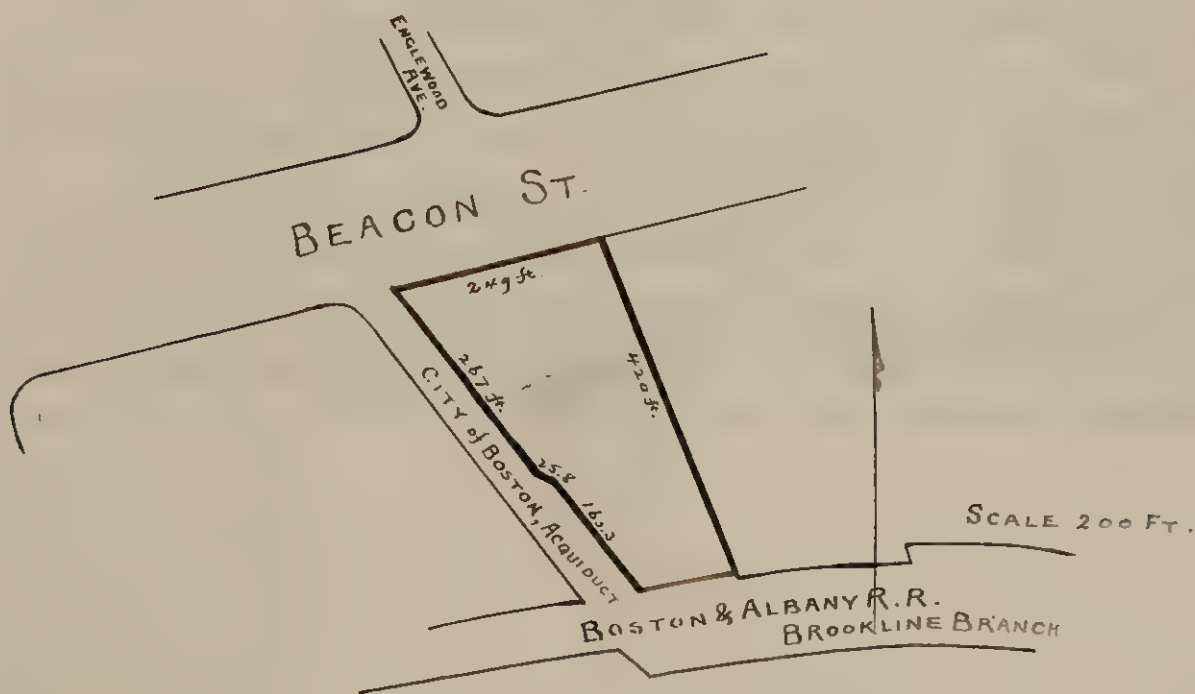 ENGLEWOOD
AVE.
BEACON ST.
249 ft.
267 ft.
420 ft.
CITY of BOSTON, ACQUIDUCT
25.8
163.3
SCALE 200 FT.
BOSTON & ALBANY R.R.
BROOKLINE BRANCH